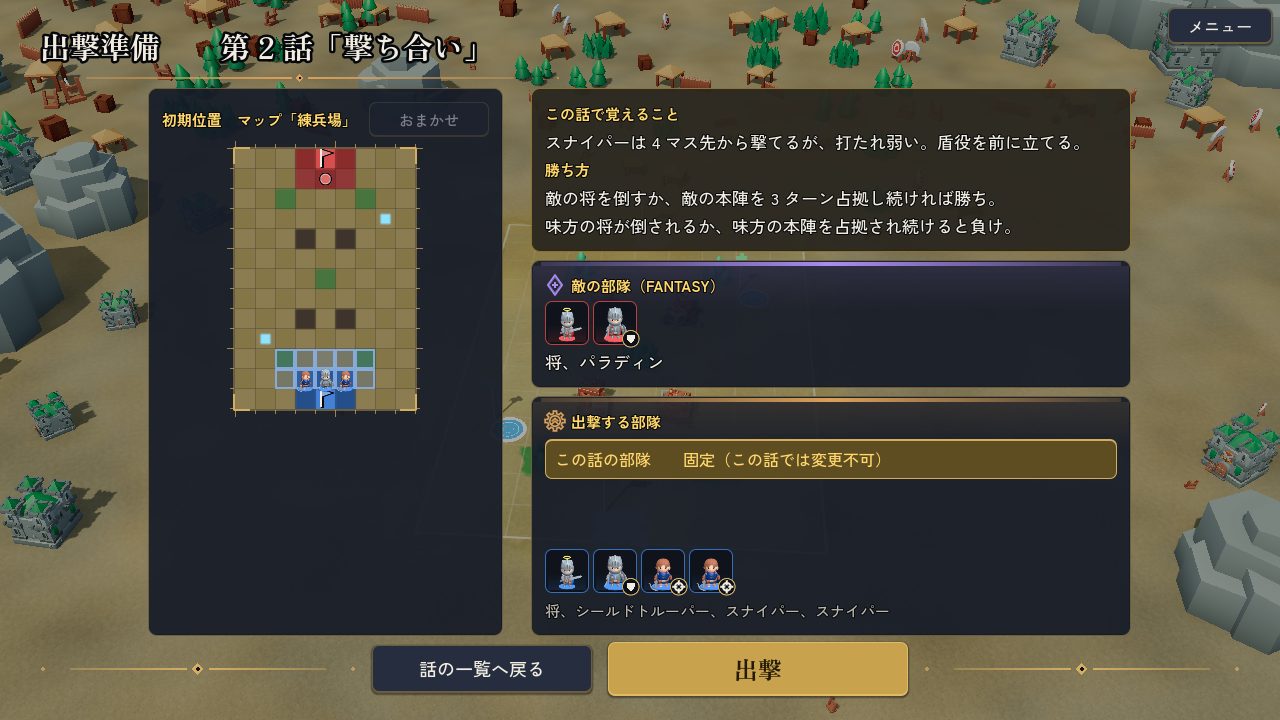 出撃準備　　第２話「撃ち合い」
メニュー
初期位置　マップ「練兵場」
おまかせ
この話で覚えること
スナイパーは 4 マス先から撃てるが、打たれ弱い。盾役を前に立てる。
勝ち方
敵の将を倒すか、敵の本陣を 3 ターン占拠し続ければ勝ち。
味方の将が倒されるか、味方の本陣を占拠され続けると負け。
敵の部隊（FANTASY）
将、パラディン
出撃する部隊
この話の部隊　　固定（この話では変更不可）
将、シールドトルーパー、スナイパー、スナイパー
話の一覧へ戻る
出撃